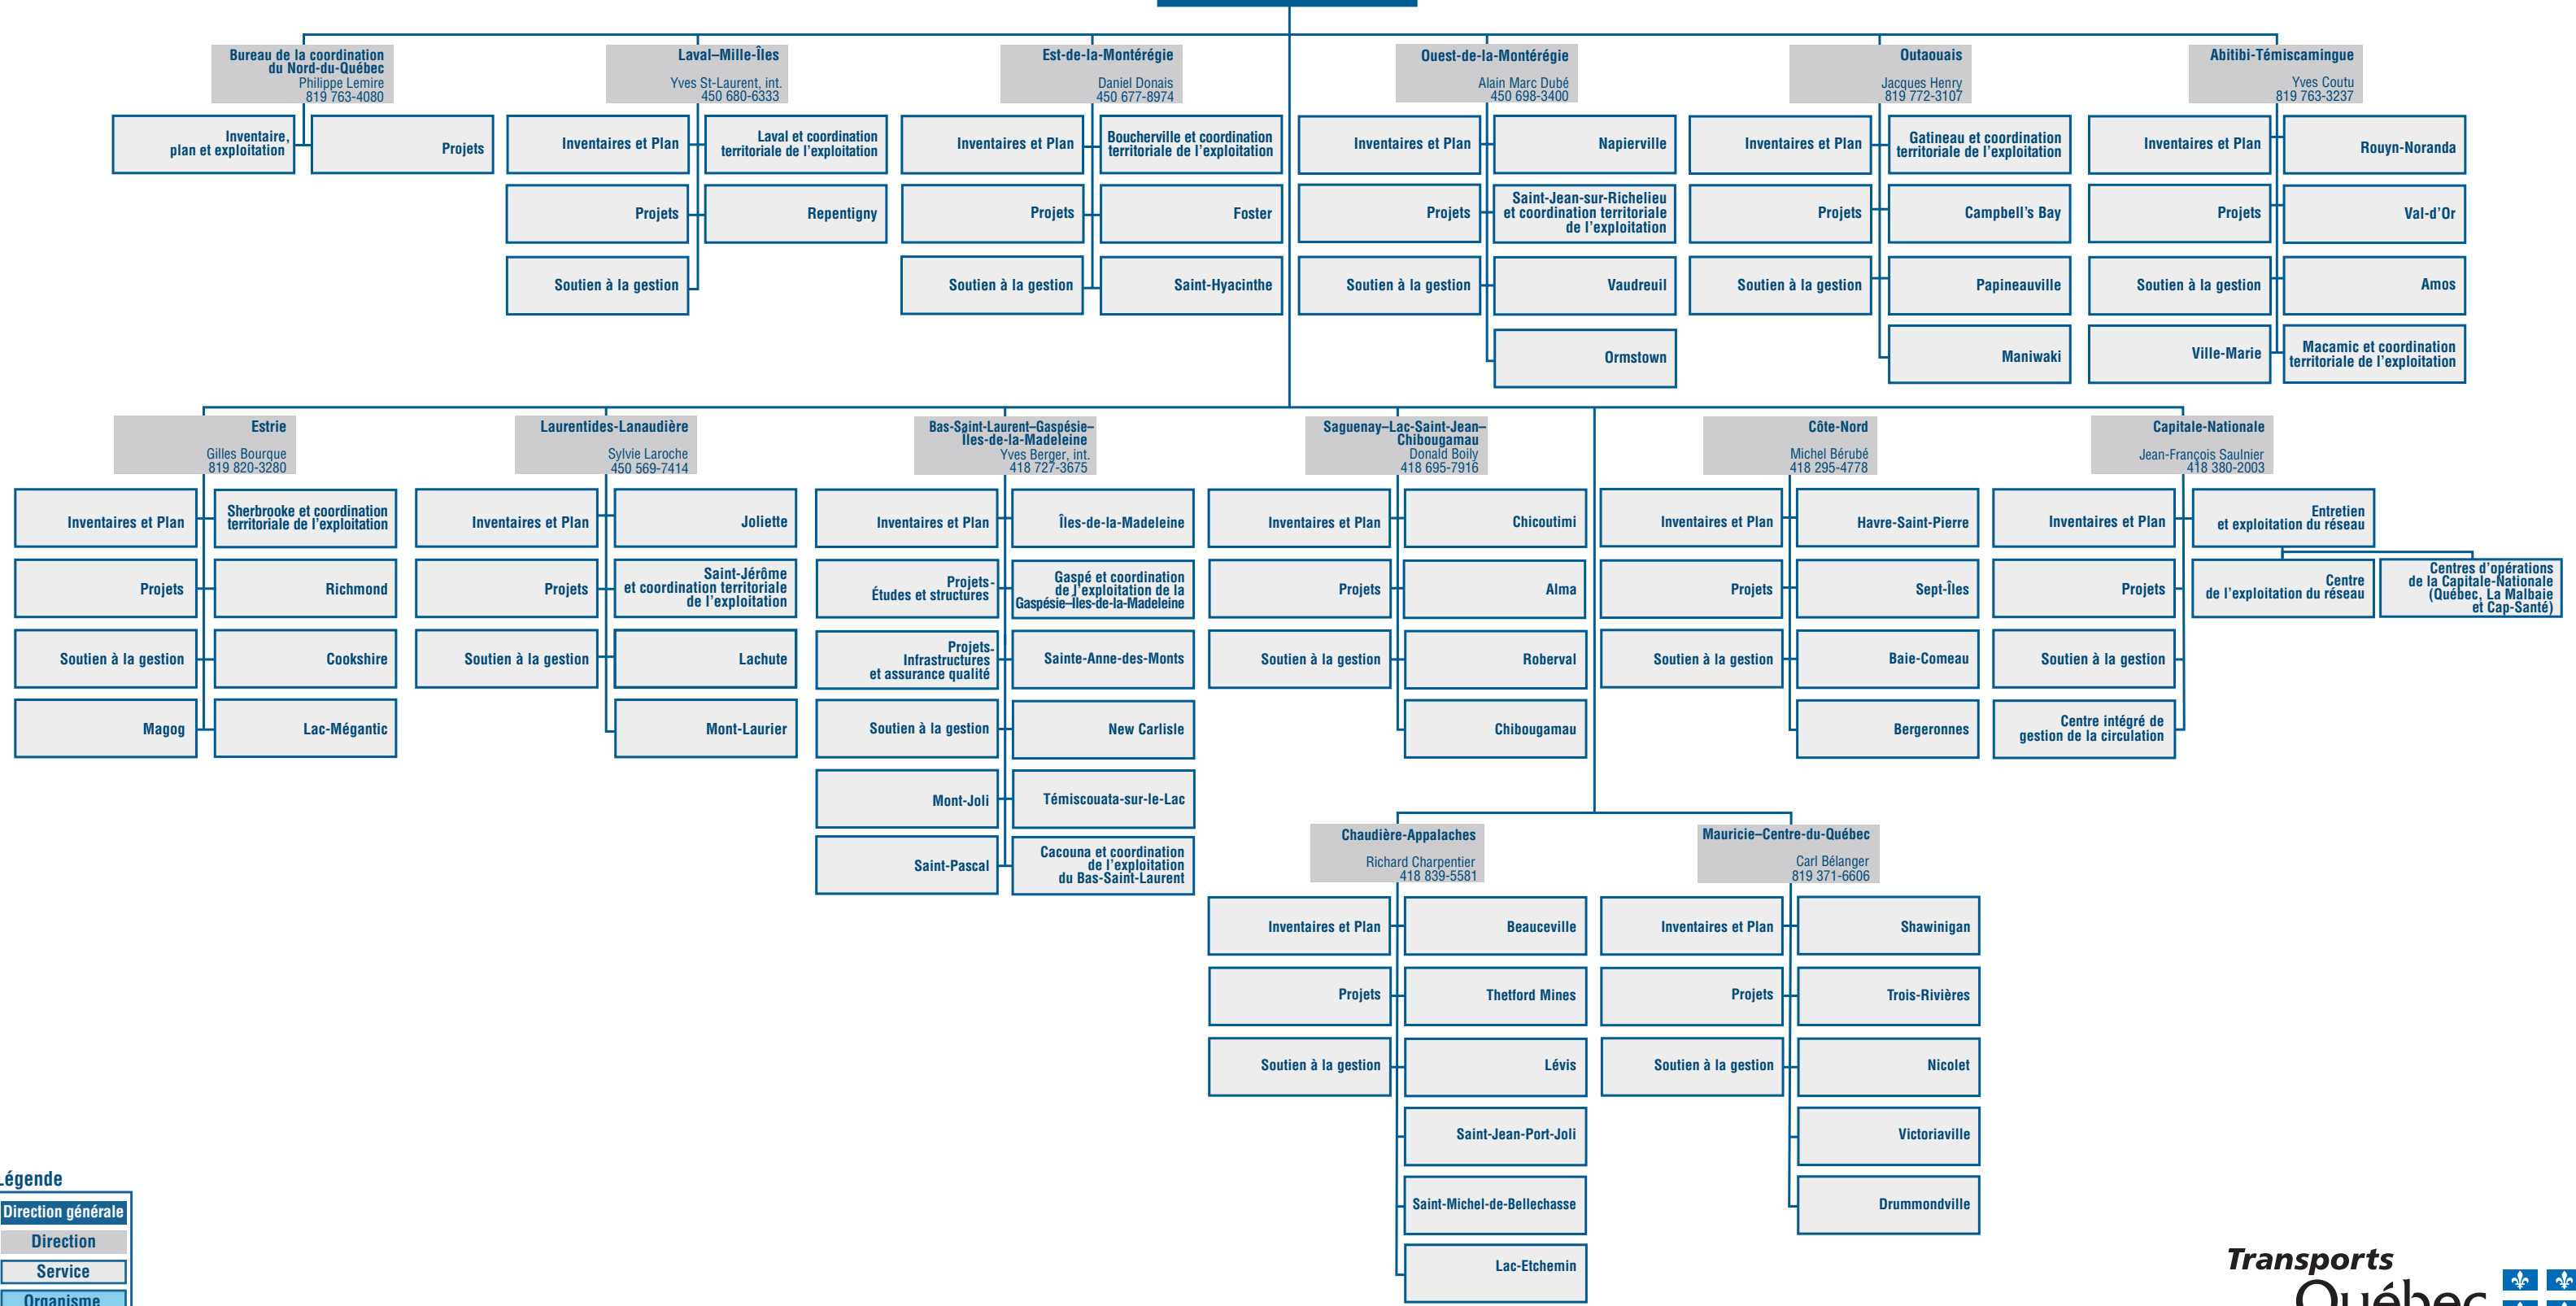 Bureau de la coordination
du Nord-du-Québec
Philippe Lemire
819 763-4080
Inventaire,
plan et exploitation
Projets
Laval–Mille-Îles
Yves St-Laurent, int.
450 680-6333
Inventaires et Plan
Laval et coordination
territoriale de l’exploitation
Projets
Repentigny
Soutien à la gestion
Est-de-la-Montérégie
Daniel Donais
450 677-8974
Inventaires et Plan
Boucherville et coordination
territoriale de l’exploitation
Projets
Foster
Soutien à la gestion
Saint-Hyacinthe
Ouest-de-la-Montérégie
Alain Marc Dubé
450 698-3400
Inventaires et Plan
Napierville
Projets
Saint-Jean-sur-Richelieu
et coordination territoriale
de l’exploitation
Soutien à la gestion
Vaudreuil
Ormstown
Outaouais
Jacques Henry
819 772-3107
Inventaires et Plan
Gatineau et coordination
territoriale de l’exploitation
Projets
Campbell’s Bay
Soutien à la gestion
Papineauville
Maniwaki
Abitibi-Témiscamingue
Yves Coutu
819 763-3237
Inventaires et Plan
Rouyn-Noranda
Projets
Val-d’Or
Soutien à la gestion
Amos
Ville-Marie
Macamic et coordination
territoriale de l’exploitation
Estrie
Gilles Bourque
819 820-3280
Inventaires et Plan
Sherbrooke et coordination
territoriale de l’exploitation
Projets
Richmond
Soutien à la gestion
Cookshire
Magog
Lac-Mégantic
Laurentides-Lanaudière
Sylvie Laroche
450 569-7414
Inventaires et Plan
Joliette
Projets
Saint-Jérôme
et coordination territoriale
de l’exploitation
Soutien à la gestion
Lachute
Mont-Laurier
Bas-Saint-Laurent–Gaspésie–
Îles-de-la-Madeleine
Yves Berger, int.
418 727-3675
Inventaires et Plan
Îles-de-la-Madeleine
Projets-
Études et structures
Gaspé et coordination
de l’exploitation de la
Gaspésie–Îles-de-la-Madeleine
Projets-
Infrastructures
et assurance qualité
Sainte-Anne-des-Monts
Soutien à la gestion
New Carlisle
Mont-Joli
Témiscouata-sur-le-Lac
Saint-Pascal
Cacouna et coordination
de l’exploitation
du Bas-Saint-Laurent
Saguenay–Lac-Saint-Jean–
Chibougamau
Donald Boily
418 695-7916
Inventaires et Plan
Chicoutimi
Projets
Alma
Soutien à la gestion
Roberval
Chibougamau
Côte-Nord
Michel Bérubé
418 295-4778
Inventaires et Plan
Havre-Saint-Pierre
Projets
Sept-Îles
Soutien à la gestion
Baie-Comeau
Bergeronnes
Capitale-Nationale
Jean-François Saulnier
418 380-2003
Inventaires et Plan
Entretien
et exploitation du réseau
Projets
Centre
de l’exploitation du réseau
Centres d’opérations
de la Capitale-Nationale
(Québec, La Malbaie
et Cap-Santé)
Soutien à la gestion
Centre intégré de
gestion de la circulation
Chaudière-Appalaches
Richard Charpentier
418 839-5581
Inventaires et Plan
Beauceville
Projets
Thetford Mines
Soutien à la gestion
Lévis
Saint-Jean-Port-Joli
Saint-Michel-de-Bellechasse
Lac-Etchemin
Mauricie–Centre-du-Québec
Carl Bélanger
819 371-6606
Inventaires et Plan
Shawinigan
Projets
Trois-Rivières
Soutien à la gestion
Nicolet
Victoriaville
Drummondville
Légende
Direction générale
Direction
Service
Organisme
Transports
Québec